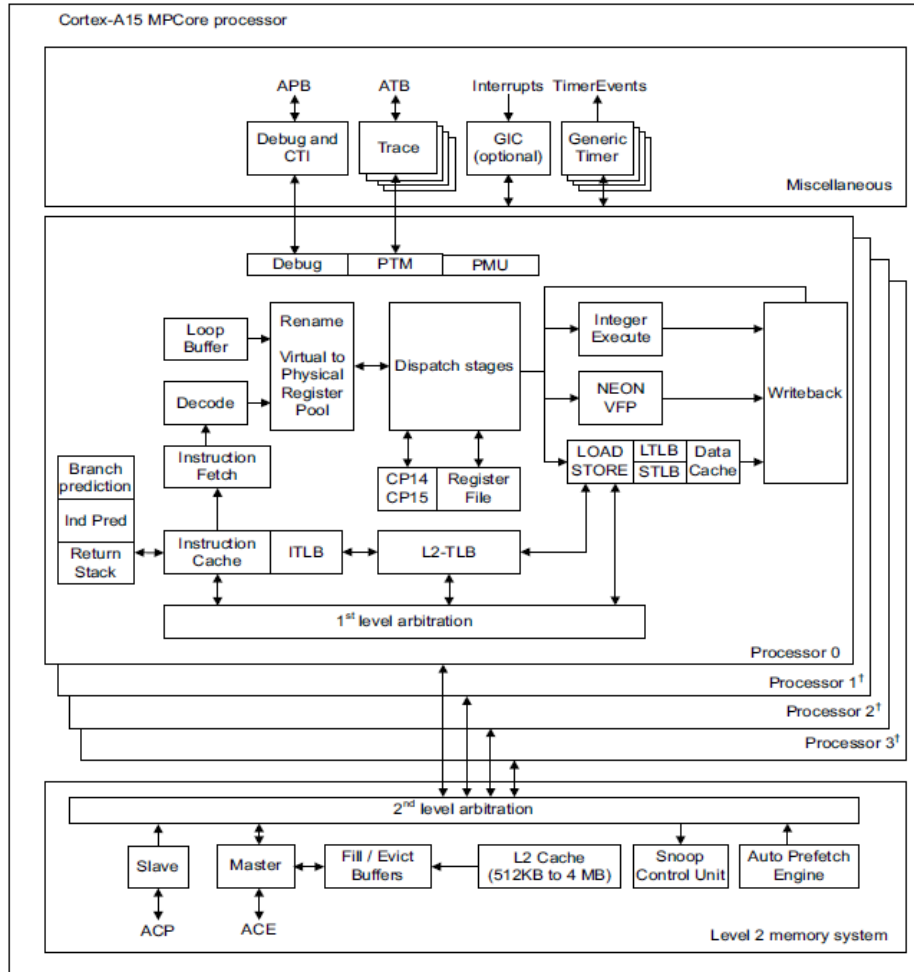 Cortex-A15 MPCore processor
APB
ATB
Interrupts
TimerEvents
Debug and
CTI
Trace
GIC
(optional)
Generic
Timer
Miscellaneous
Debug
PTM
PMU
Loop
Buffer
Rename
Virtual to
Physical
Register
Pool
Dispatch stages
Integer
Execute
NEON
VFP
Writeback
Decode
Instruction
Fetch
LOAD
STORE
LTLB
STLB
Data
Cache
CP14
CP15
Register
File
Branch
prediction
Ind Pred
Return
Stack
Instruction
Cache
ITLB
L2-TLB
1st level arbitration
Processor 0
Processor 1†
Processor 2†
Processor 3†
2nd level arbitration
Slave
Master
Fill / Evict
Buffers
L2 Cache
(512KB to 4 MB)
Snoop
Control Unit
Auto Prefetch
Engine
ACP
ACE
Level 2 memory system